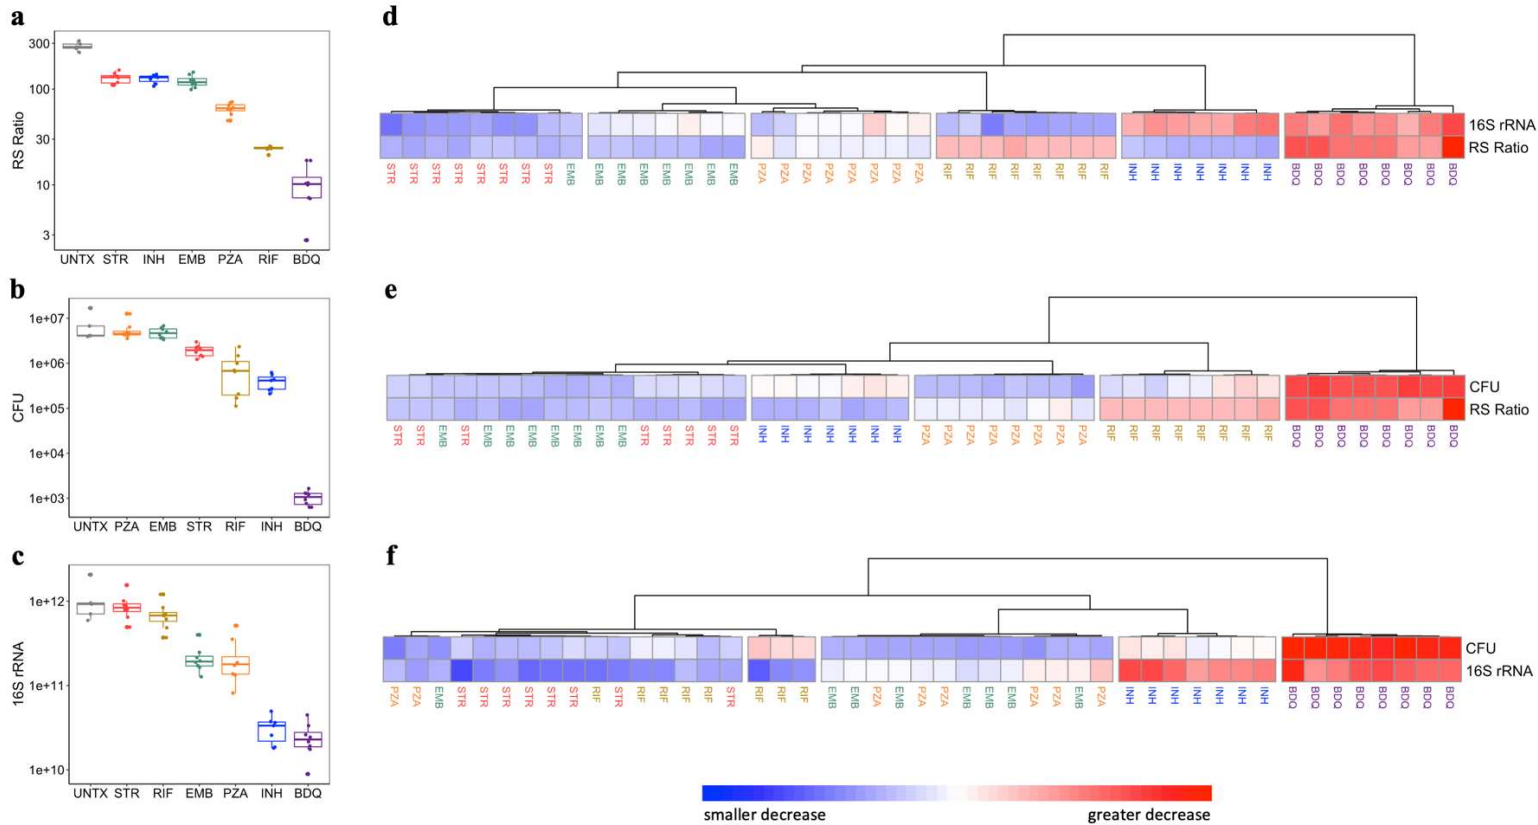 a
300
100
30
10
3
RS Ratio
UNTX STR INH EMB PZA RIF BDQ
b
1e+07
1e+06
1e+05
1e+04
1e+03
CFU
UNTX PZA EMB STR RIF INH BDQ
c
1e+12
1e+11
1e+10
16S rRNA
UNTX STR RIF EMB PZA INH BDQ
d
16S rRNA
RS Ratio
STR STR STR STR STR STR STR STR EMB EMB EMB EMB EMB EMB EMB EMB PZA PZA PZA PZA PZA PZA PZA PZA RIF RIF RIF RIF RIF RIF RIF RIF INH INH INH INH INH INH INH BDQ BDQ BDQ BDQ BDQ BDQ BDQ BDQ
e
CFU
RS Ratio
STR STR EMB STR EMB EMB EMB EMB EMB EMB EMB STR STR STR STR STR INH INH INH INH INH INH INH PZA PZA PZA PZA PZA PZA PZA PZA RIF RIF RIF RIF RIF RIF RIF RIF BDQ BDQ BDQ BDQ BDQ BDQ BDQ BDQ
f
CFU
16S rRNA
PZA PZA EMB STR STR STR STR STR STR RIF STR RIF RIF RIF RIF STR RIF RIF RIF EMB EMB PZA EMB PZA PZA EMB EMB EMB PZA PZA EMB PZA INH INH INH INH INH INH INH BDQ BDQ BDQ BDQ BDQ BDQ BDQ BDQ
smaller decrease
greater decrease